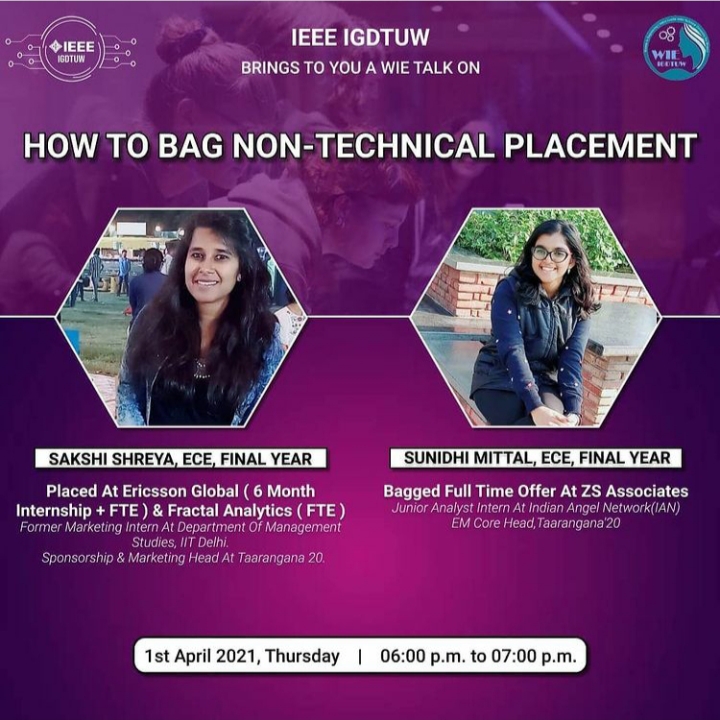 IEEE
IGDTUW
IEEE IGDTUW
BRINGS TO YOU A WIE TALK ON
WIE
IGDTUW
HOW TO BAG NON-TECHNICAL PLACEMENT
SAKSHI SHREYA, ECE, FINAL YEAR
Placed At Ericsson Global ( 6 Month
Internship + FTE ) & Fractal Analytics ( FTE )
Former Marketing Intern At Department Of Management
Studies, IIT Delhi.
Sponsorship & Marketing Head At Taarangana 20.
SUNIDHI MITTAL, ECE, FINAL YEAR
Bagged Full Time Offer At ZS Associates
Junior Analyst Intern At Indian Angel Network(IAN)
EM Core Head,Taarangana'20
1st April 2021, Thursday | 06:00 p.m. to 07:00 p.m.